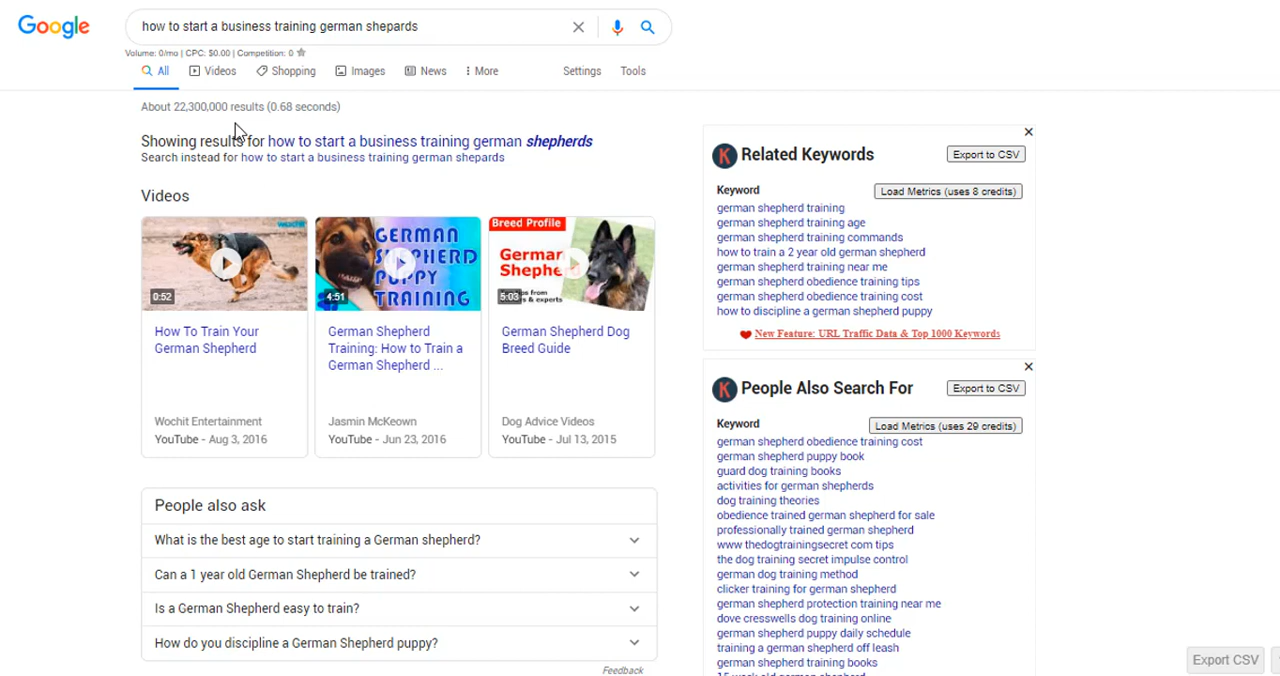 Google
how to start a business training german shepards
Volume: 0/mo | CPC: $0.00 | Competition: 0
All
Videos
Shopping
Images
News
More
Settings
Tools
About 22,300,000 results (0.68 seconds)
Showing results for how to start a business training german shepherds
Search instead for how to start a business training german shepards
Videos
0:52
How To Train Your
German Shepherd
Wochit Entertainment
YouTube - Aug 3, 2016
GERMAN
SHEPHERD
PUPPY
TRAINING
4:51
German Shepherd
Training: How to Train a
German Shepherd ...
Jasmin McKeown
YouTube - Jun 23, 2016
Breed Profile
German
Shephe
5:03
& experts
German Shepherd Dog
Breed Guide
Dog Advice Videos
YouTube - Jul 13, 2015
People also ask
What is the best age to start training a German shepherd?
Can a 1 year old German Shepherd be trained?
Is a German Shepherd easy to train?
How do you discipline a German Shepherd puppy?
Feedback
K
Related Keywords
Export to CSV
Keyword
Load Metrics (uses 8 credits)
german shepherd training
german shepherd training age
german shepherd training commands
how to train a 2 year old german shepherd
german shepherd training near me
german shepherd obedience training tips
german shepherd obedience training cost
how to discipline a german shepherd puppy
New Feature: URL Traffic Data & Top 1000 Keywords
K
People Also Search For
Export to CSV
Keyword
Load Metrics (uses 29 credits)
german shepherd obedience training cost
german shepherd puppy book
guard dog training books
activities for german shepherds
dog training theories
obedience trained german shepherd for sale
professionally trained german shepherd
www thedogtrainingsecret com tips
the dog training secret impulse control
german dog training method
clicker training for german shepherd
german shepherd protection training near me
dove cresswells dog training online
german shepherd puppy daily schedule
training a german shepherd off leash
german shepherd training books
Export CSV